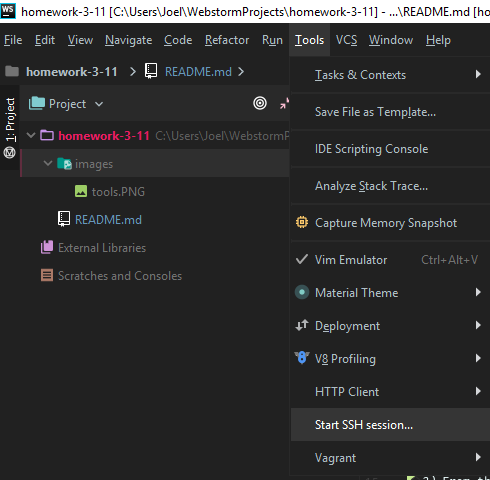 WS homework-3-11 [C:\Users\Joel\WebstormProjects\homework-3-11] - ...\README.md [ho
File Edit View Navigate Code Refactor Run Tools VCS Window Help
homework-3-11 README.md
1: Project
Project
homework-3-11 C:\Users\Joel\WebstormP
images
tools.PNG
README.md
External Libraries
Scratches and Consoles
Tasks & Contexts
Save File as Template...
IDE Scripting Console
Analyze Stack Trace...
Capture Memory Snapshot
Vim Emulator Ctrl+Alt+V
Material Theme
Deployment
V8 Profiling
HTTP Client
Start SSH session...
Vagrant